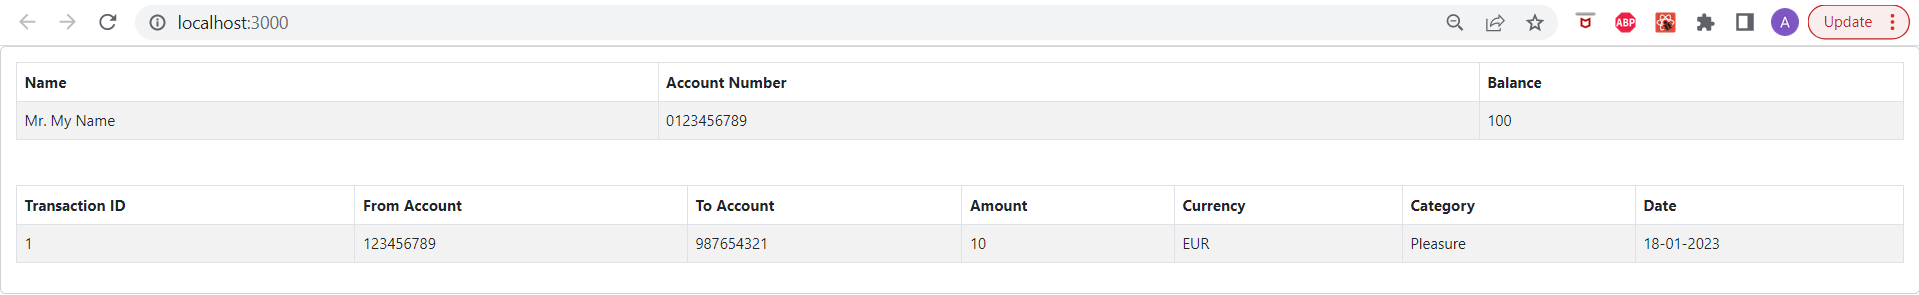 localhost:3000
ABP
A
Update
Name Account Number Balance
Mr. My Name 0123456789 100
Transaction ID From Account To Account Amount Currency Category Date
1 123456789 987654321 10 EUR Pleasure 18-01-2023